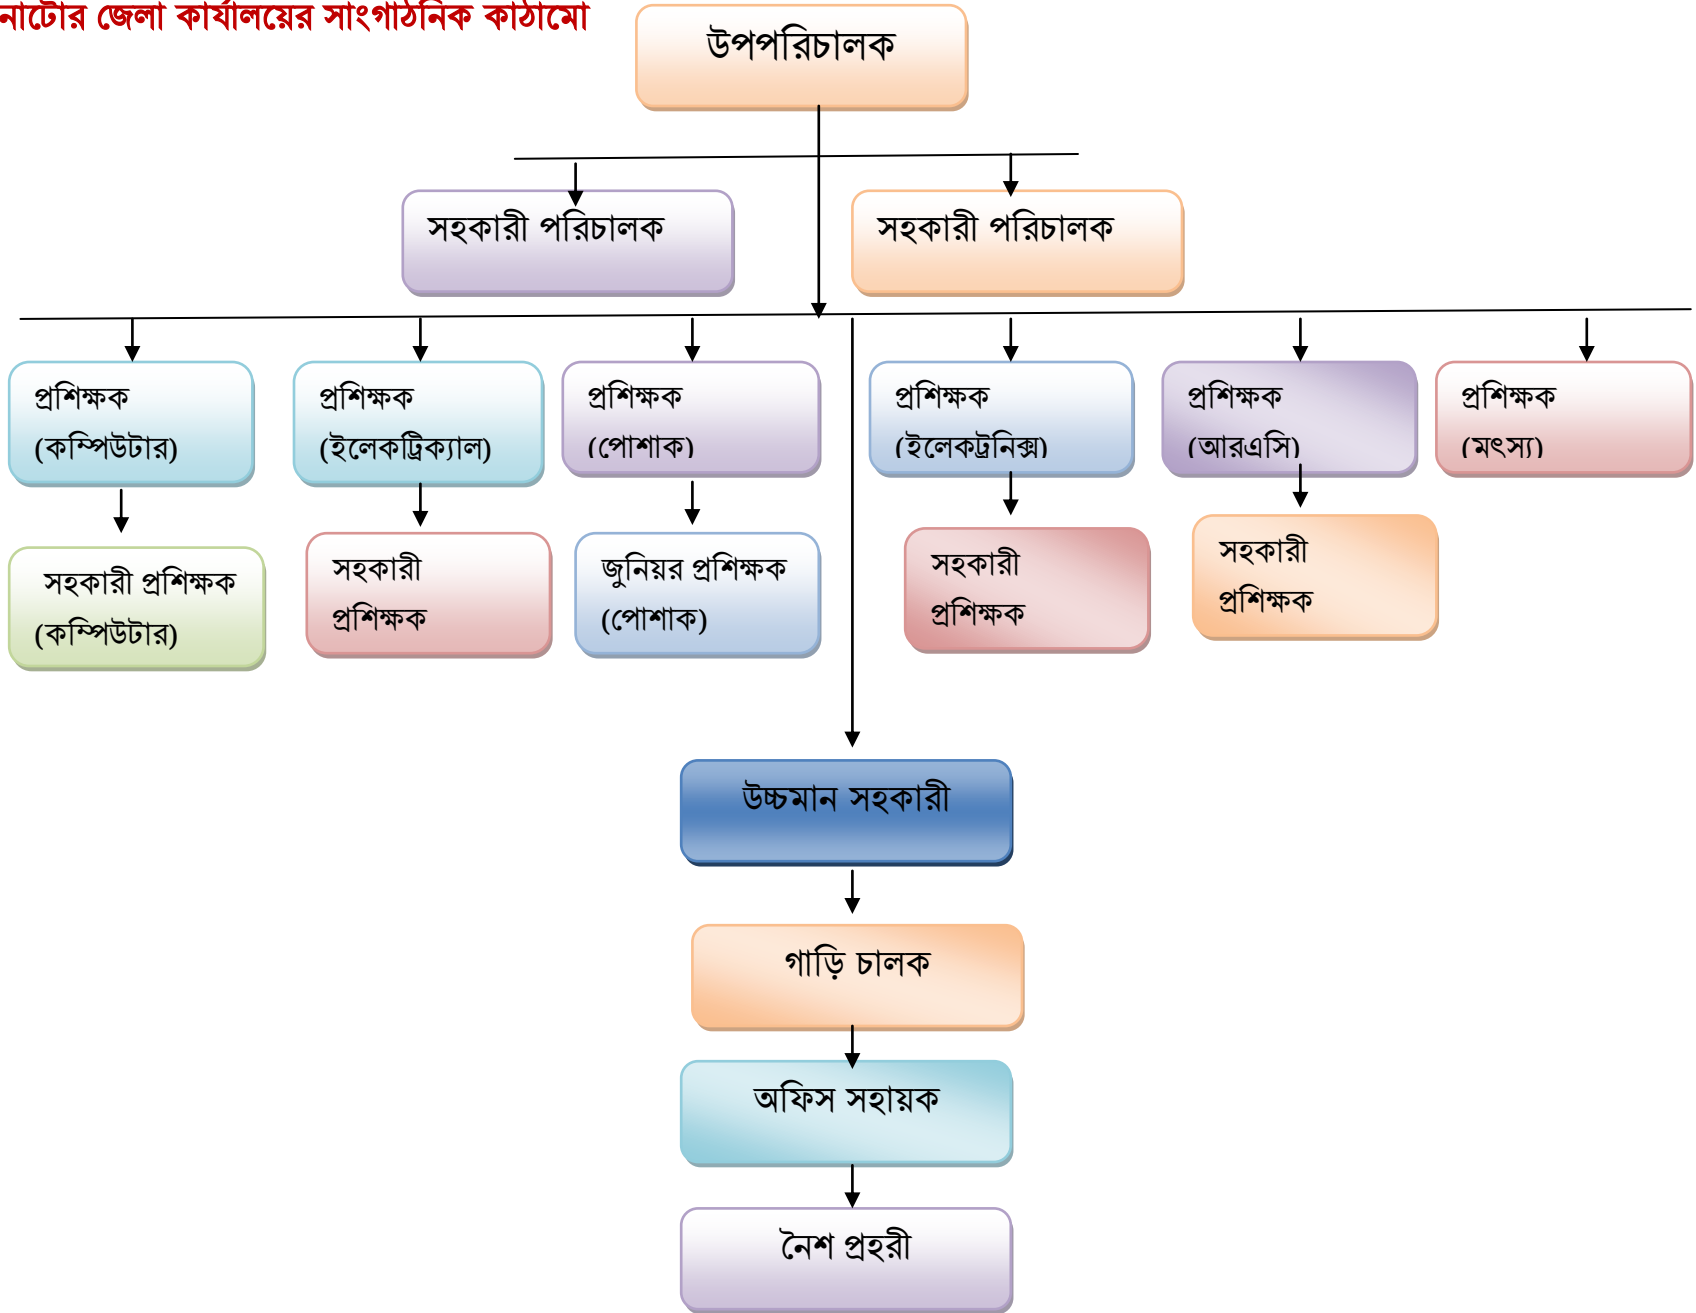 নাটোর জেলা কার্যালয়ের সাংগাঠনিক কাঠামো
উপপরিচালক
সহকারী পরিচালক
সহকারী পরিচালক
প্রশিক্ষক
(কম্পিউটার)
প্রশিক্ষক
(ইলেকট্রিক্যাল)
প্রশিক্ষক
(পোশাক)
প্রশিক্ষক
(ইলেকট্রনিক্স)
প্রশিক্ষক
(আরএসি)
প্রশিক্ষক
(মৎস্য)
সহকারী প্রশিক্ষক
(কম্পিউটার)
সহকারী
প্রশিক্ষক
জুনিয়র প্রশিক্ষক
(পোশাক)
সহকারী
প্রশিক্ষক
সহকারী
প্রশিক্ষক
উচ্চমান সহকারী
গাড়ি চালক
অফিস সহায়ক
নৈশ প্রহরী